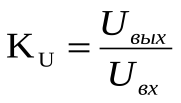 K_U = U_вых / U_вх